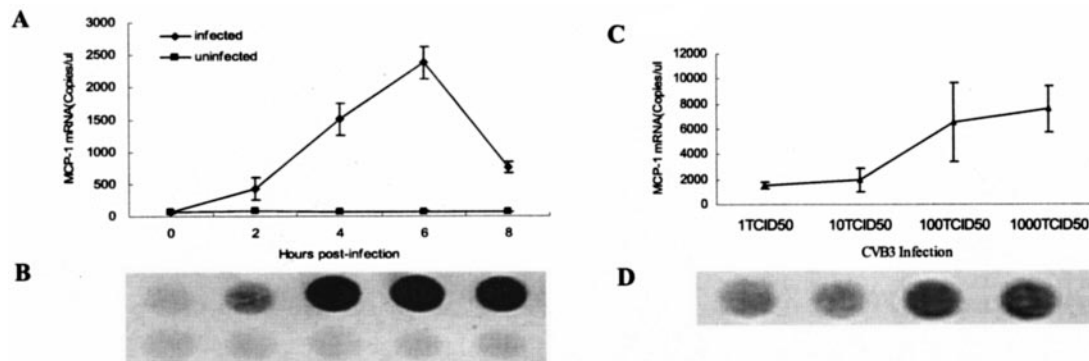 A
3000
2500
2000
1500
1000
500
0
MCP-1 mRNA(Copies/ul
infected
uninfected
0 2 4 6 8
Hours post-infection
B
C
12000
10000
8000
6000
4000
2000
0
MCP-1 mRNA(Copies/ul
1TCID50 10TCID50 100TCID50 1000TCID50
CVB3 Infection
D